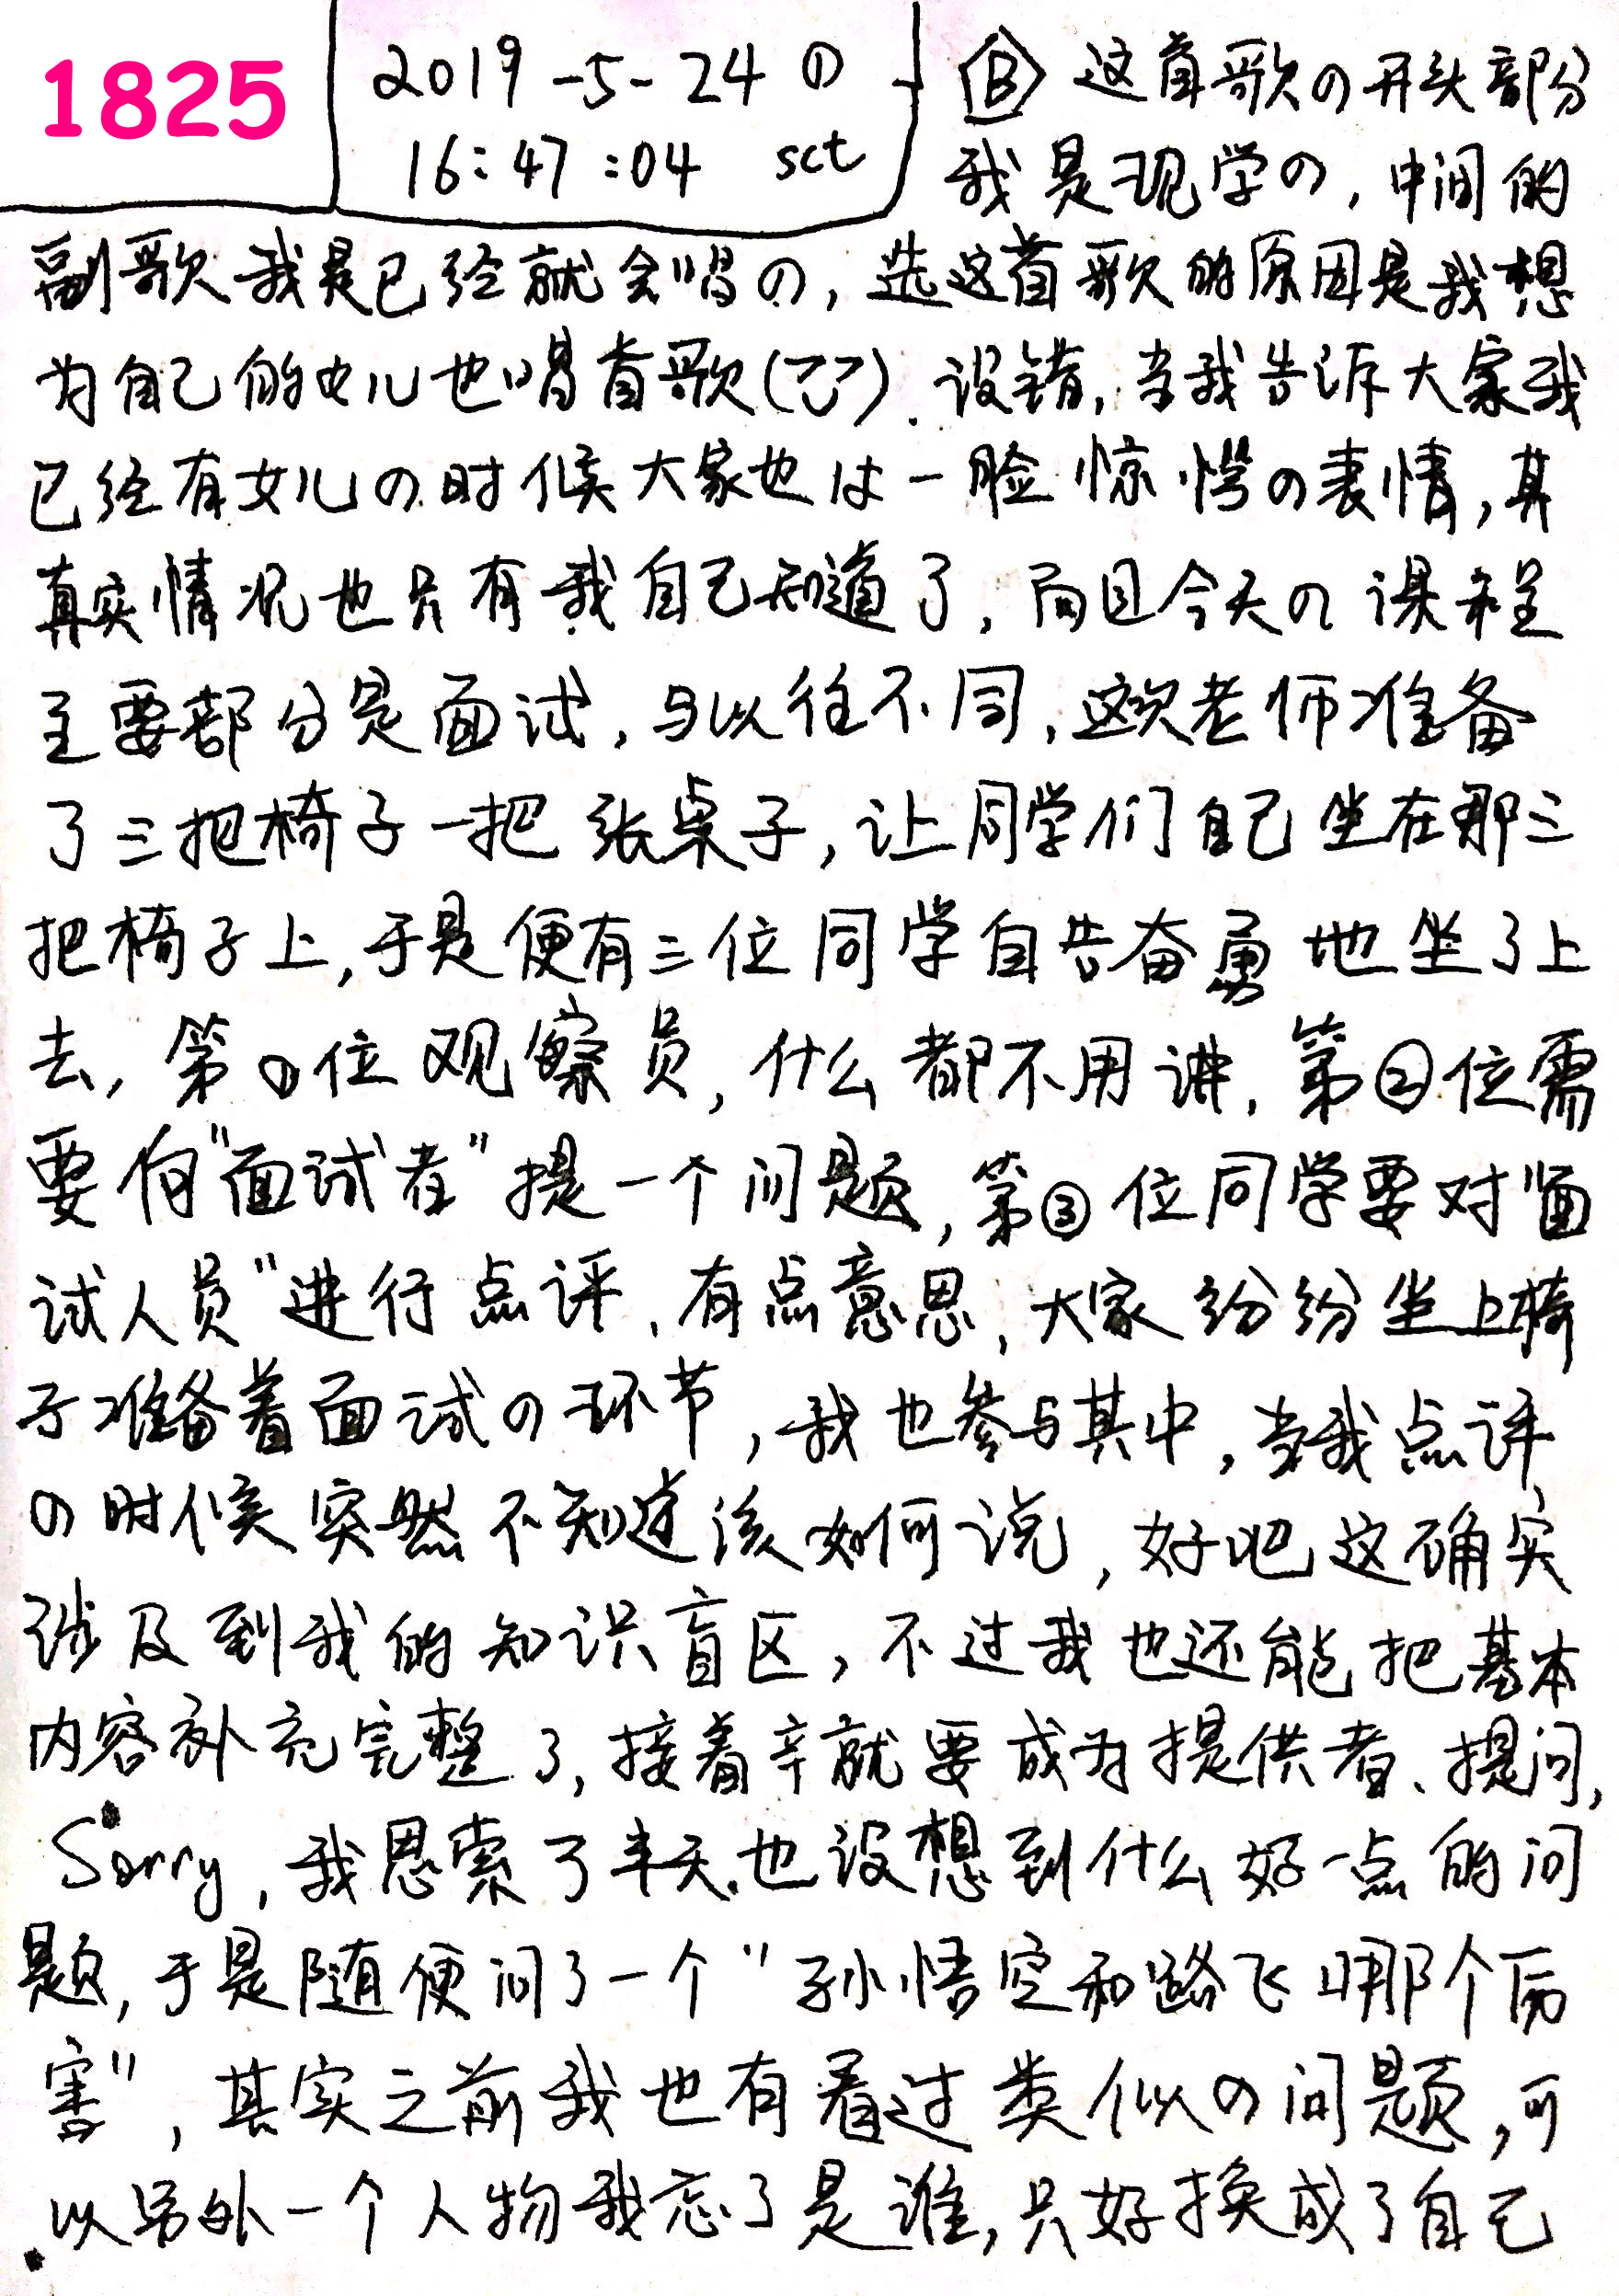 1825
2019-5-24 ①
16:47:04 sct
B 这首歌の开头部分
我是现学の,中间的
副歌我是已经就会唱の,选这首歌的原因是我想
为自己的女儿也唱首歌( ). 没错,当我告诉大家我
已经有女儿の时候大家也は一脸惊愕の表情,其
真实情况也只有我自己知道了,而且今天の课程
主要部分是面试,与以往不同,这次老师准备
了三把椅子一把张桌子,让同学们自己坐在那三
把椅子上,于是便有三位同学自告奋勇地坐了上
去,第①位观察员,什么都不用讲,第②位需
要向"面试者"提一个问题,第③位同学要对"面
试人员"进行点评、有点意思,大家纷纷坐上椅
子准备着面试の环节,我也参与其中,当我点评
の时候突然不知道该如何说,好吧这确实
涉及到我的知识盲区,不过我也还能把基本
内容补充完整了,接着幸就要成为提供者、提问,
Sorry,我思索了半天也没想到什么好一点的问
题,于是随便问了一个"孙悟空和路飞哪个厉
害",其实之前我也有看过类似の问题,可
以另外一个人物我忘了是谁,只好换成了自己